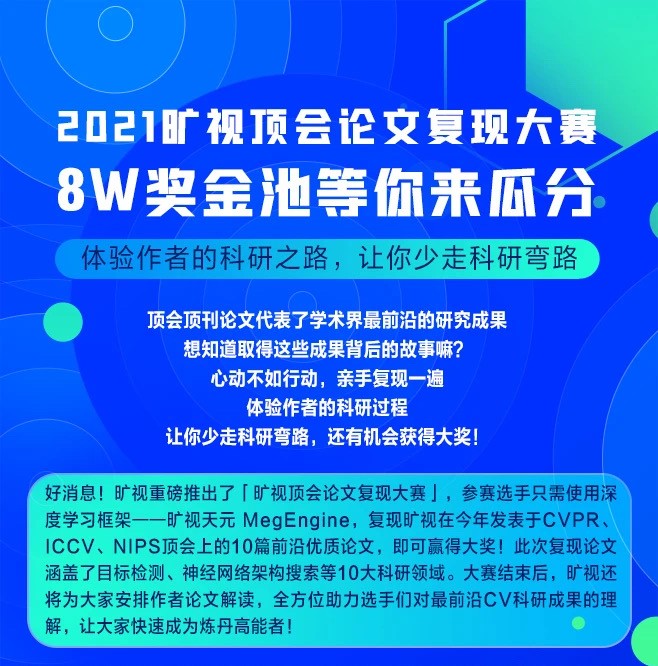 2021旷视顶会论文复现大赛
8W奖金池等你来瓜分
体验作者的科研之路，让你少走科研弯路
顶会顶刊论文代表了学术界最前沿的研究成果
想知道取得这些成果背后的故事嘛？
心动不如行动，亲手复现一遍
体验作者的科研过程
让你少走科研弯路，还有机会获得大奖！
好消息！旷视重磅推出了「旷视顶会论文复现大赛」，参赛选手只需使用深
度学习框架——旷视天元 MegEngine，复现旷视在今年发表于CVPR、
ICCV、NIPS顶会上的10篇前沿优质论文，即可赢得大奖！此次复现论文
涵盖了目标检测、神经网络架构搜索等10大科研领域。大赛结束后，旷视还
将为大家安排作者论文解读，全方位助力选手们对最前沿CV科研成果的理
解，让大家快速成为炼丹高能者！